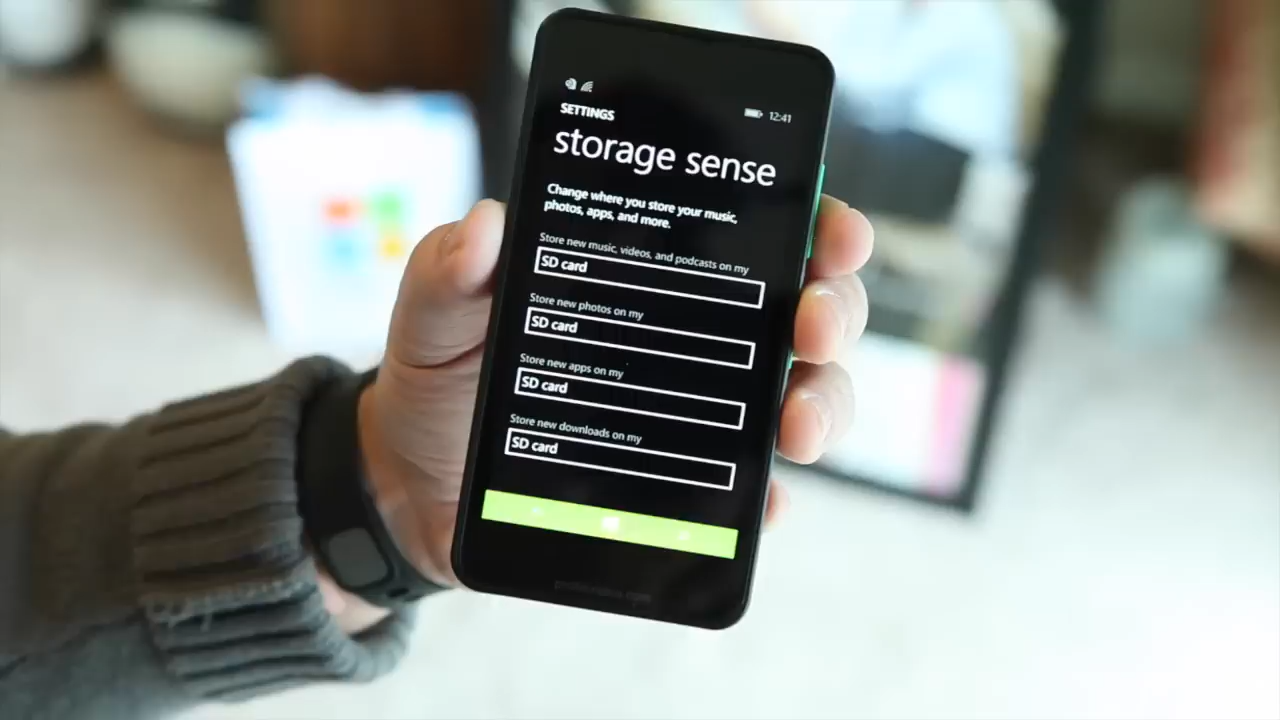 12:41
SETTINGS
storage sense
Change where you store your music,
photos, apps, and more.
Store new music, videos, and podcasts on my
SD card
Store new photos on my
SD card
Store new apps on my
SD card
Store new downloads on my
SD card